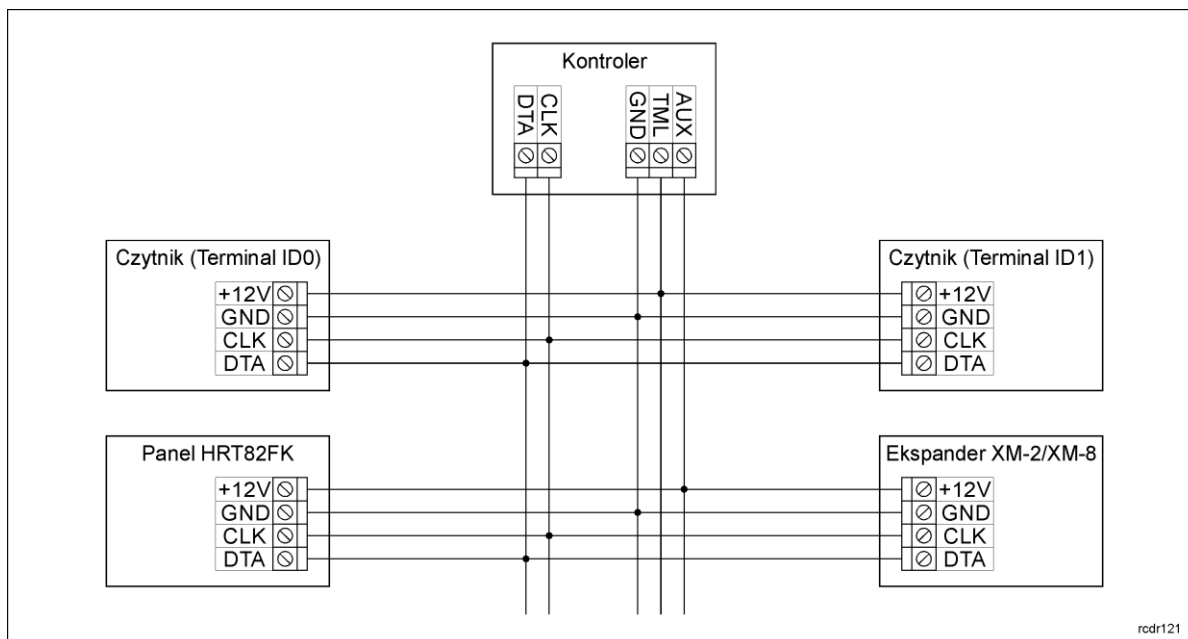 Kontroler
DTA
CLK
GND
TML
AUX
Czytnik (Terminal ID0)
+12V
GND
CLK
DTA
Czytnik (Terminal ID1)
+12V
GND
CLK
DTA
Panel HRT82FK
+12V
GND
CLK
DTA
Ekspander XM-2/XM-8
+12V
GND
CLK
DTA
rcdr121